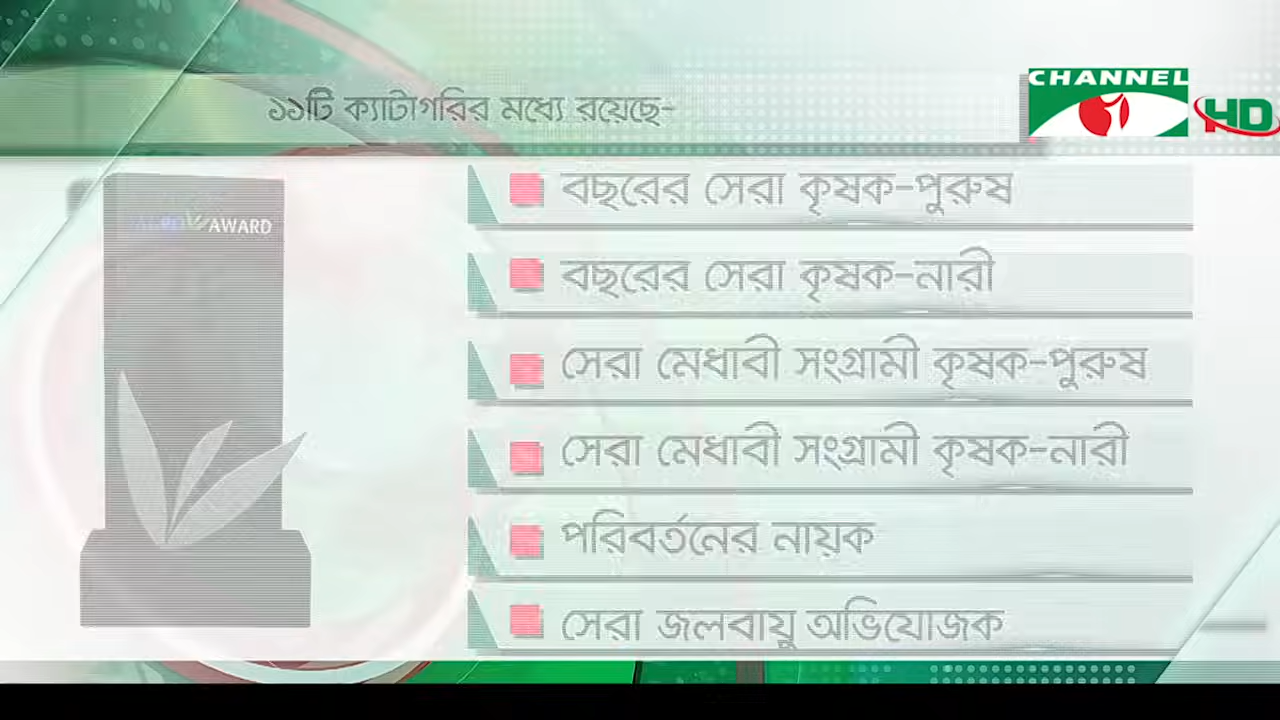 ১১টি ক্যাটাগরির মধ্যে রয়েছে-
CHANNEL
HD
AWARD
বছরের সেরা কৃষক-পুরুষ
বছরের সেরা কৃষক-নারী
সেরা মেধাবী সংগ্রামী কৃষক-পুরুষ
সেরা মেধাবী সংগ্রামী কৃষক-নারী
পরিবর্তনের নায়ক
সেরা জলবায়ু অভিযোজক